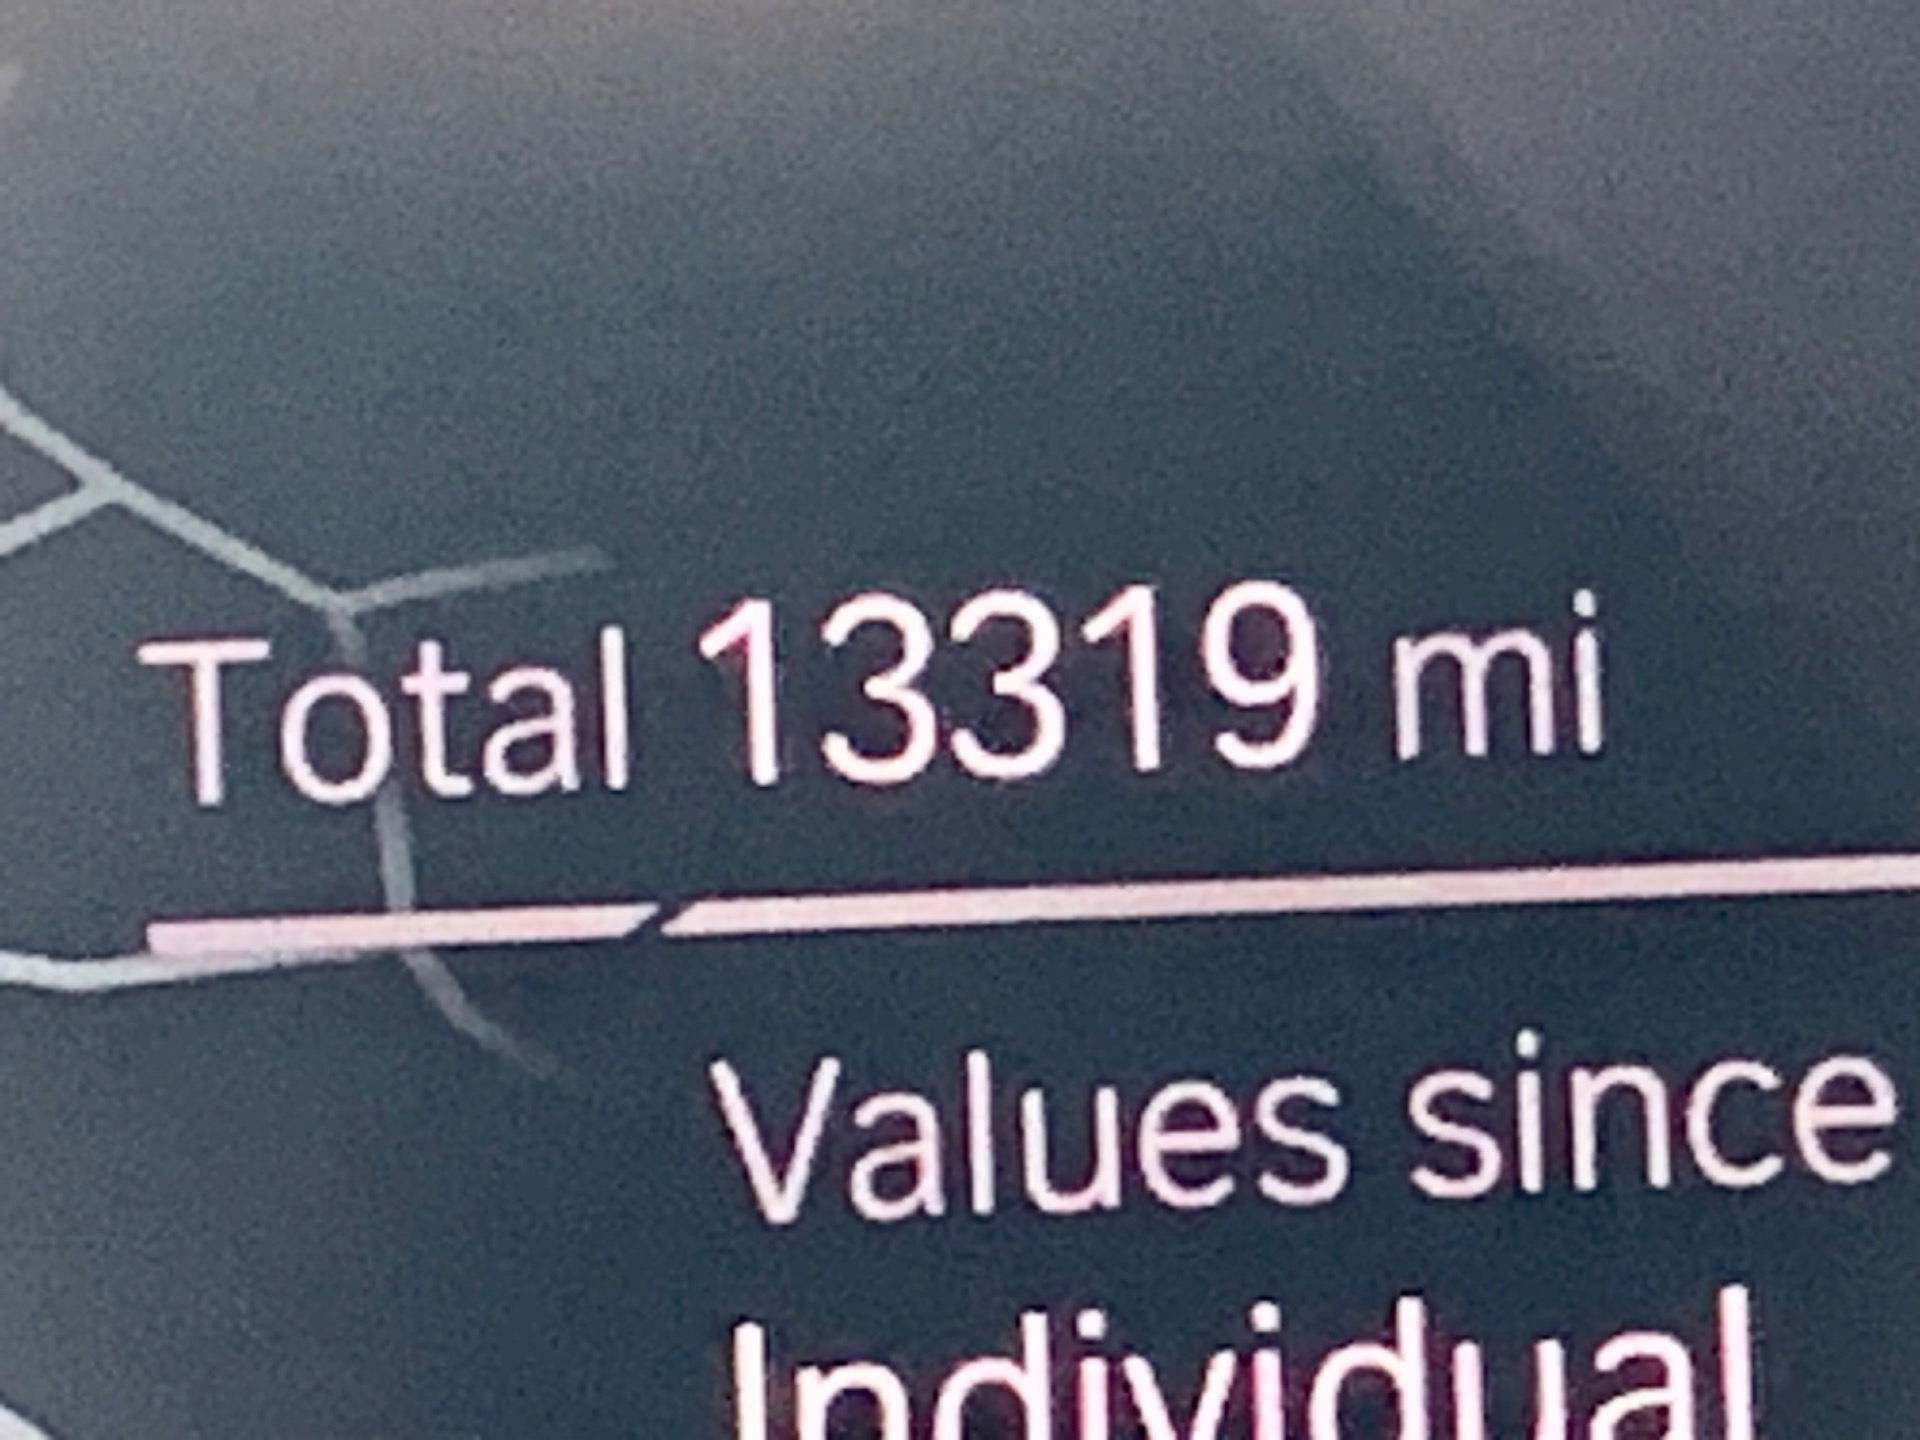 Total 13319 mi
Values since
Individual